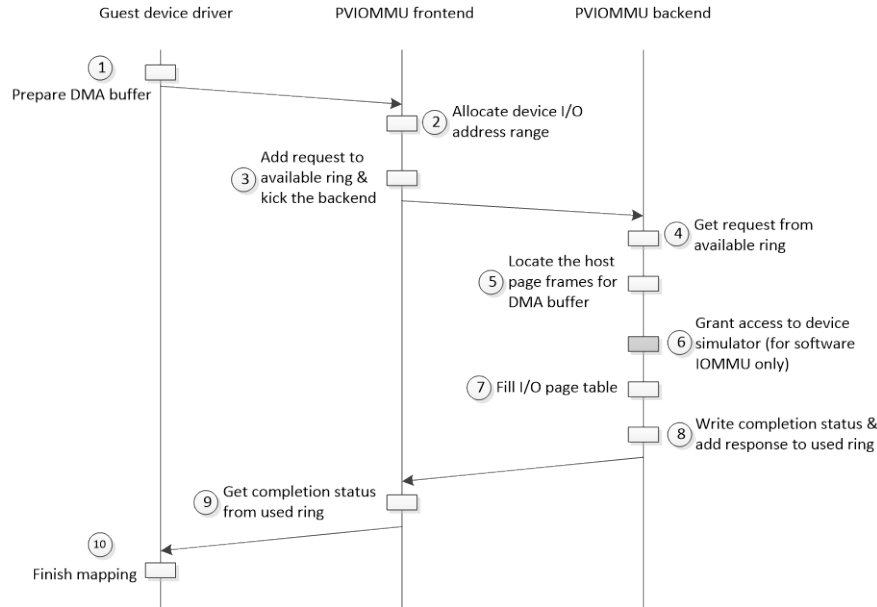 Guest device driver
PVIOMMU frontend
PVIOMMU backend
1
Prepare DMA buffer
2
Allocate device I/O
address range
3
Add request to
available ring &
kick the backend
4
Get request from
available ring
5
Locate the host
page frames for
DMA buffer
6
Grant access to device
simulator (for software
IOMMU only)
7
Fill I/O page table
8
Write completion status &
add response to used ring
9
Get completion status
from used ring
10
Finish mapping